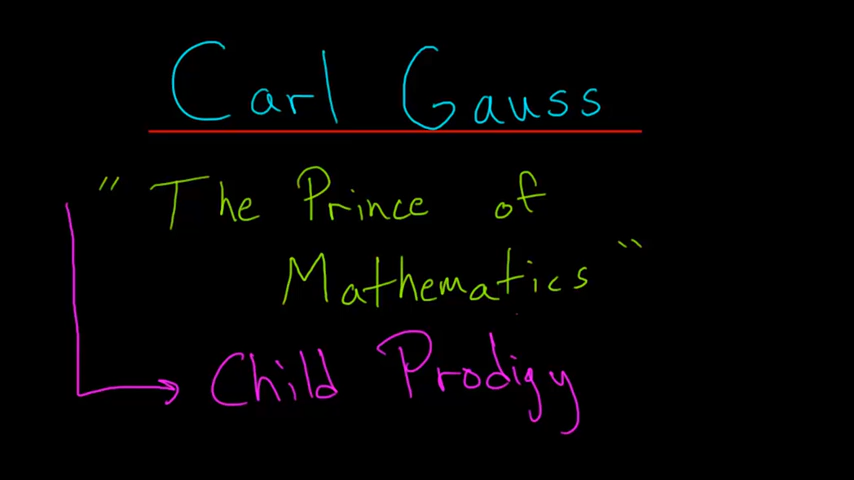 Carl Gauss
" The Prince of
Mathematics "
Child Prodigy